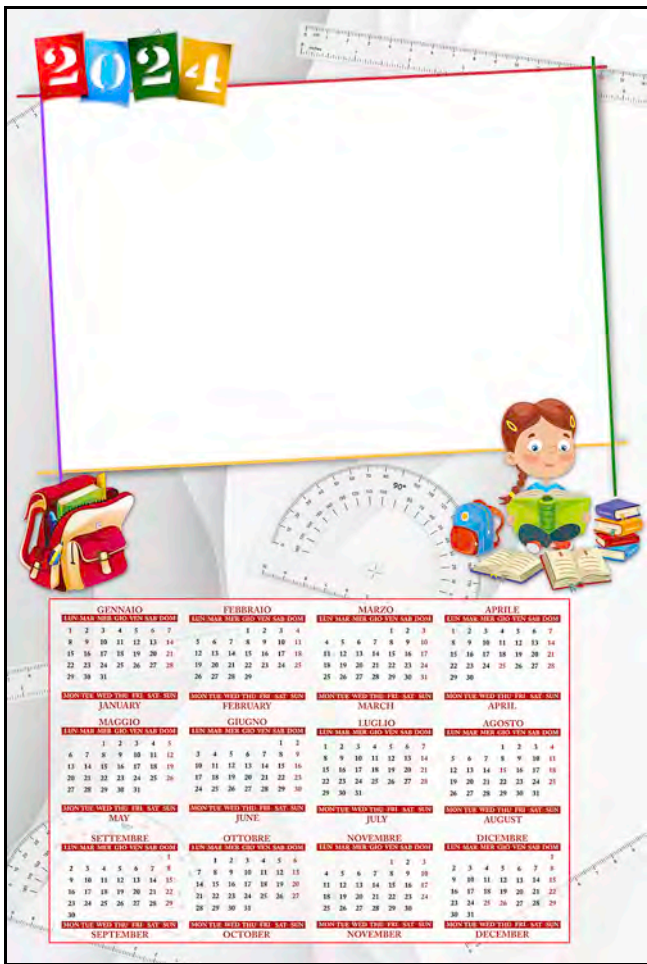 2024
GENNAIO
LUN MAR MER GIO VEN SAB DOM
1 2 3 4 5 6 7
8 9 10 11 12 13 14
15 16 17 18 19 20 21
22 23 24 25 26 27 28
29 30 31
MON TUE WED THU FRI SAT SUN
JANUARY
FEBBRAIO
LUN MAR MER GIO VEN SAB DOM
1 2 3 4
5 6 7 8 9 10 11
12 13 14 15 16 17 18
19 20 21 22 23 24 25
26 27 28 29
MON TUE WED THU FRI SAT SUN
FEBRUARY
MARZO
LUN MAR MER GIO VEN SAB DOM
1 2 3
4 5 6 7 8 9 10
11 12 13 14 15 16 17
18 19 20 21 22 23 24
25 26 27 28 29 30 31
MON TUE WED THU FRI SAT SUN
MARCH
APRILE
LUN MAR MER GIO VEN SAB DOM
1 2 3 4 5 6 7
8 9 10 11 12 13 14
15 16 17 18 19 20 21
22 23 24 25 26 27 28
29 30
MON TUE WED THU FRI SAT SUN
APRIL
MAGGIO
LUN MAR MER GIO VEN SAB DOM
1 2 3 4 5
6 7 8 9 10 11 12
13 14 15 16 17 18 19
20 21 22 23 24 25 26
27 28 29 30 31
MON TUE WED THU FRI SAT SUN
MAY
GIUGNO
LUN MAR MER GIO VEN SAB DOM
1 2
3 4 5 6 7 8 9
10 11 12 13 14 15 16
17 18 19 20 21 22 23
24 25 26 27 28 29 30
MON TUE WED THU FRI SAT SUN
JUNE
LUGLIO
LUN MAR MER GIO VEN SAB DOM
1 2 3 4 5 6 7
8 9 10 11 12 13 14
15 16 17 18 19 20 21
22 23 24 25 26 27 28
29 30 31
MON TUE WED THU FRI SAT SUN
JULY
AGOSTO
LUN MAR MER GIO VEN SAB DOM
1 2 3 4
5 6 7 8 9 10 11
12 13 14 15 16 17 18
19 20 21 22 23 24 25
26 27 28 29 30 31
MON TUE WED THU FRI SAT SUN
AUGUST
SETTEMBRE
LUN MAR MER GIO VEN SAB DOM
1
2 3 4 5 6 7 8
9 10 11 12 13 14 15
16 17 18 19 20 21 22
23 24 25 26 27 28 29
30
MON TUE WED THU FRI SAT SUN
SEPTEMBER
OTTOBRE
LUN MAR MER GIO VEN SAB DOM
1 2 3 4 5 6
7 8 9 10 11 12 13
14 15 16 17 18 19 20
21 22 23 24 25 26 27
28 29 30 31
MON TUE WED THU FRI SAT SUN
OCTOBER
NOVEMBRE
LUN MAR MER GIO VEN SAB DOM
1 2 3
4 5 6 7 8 9 10
11 12 13 14 15 16 17
18 19 20 21 22 23 24
25 26 27 28 29 30
MON TUE WED THU FRI SAT SUN
NOVEMBER
DICEMBRE
LUN MAR MER GIO VEN SAB DOM
1
2 3 4 5 6 7 8
9 10 11 12 13 14 15
16 17 18 19 20 21 22
23 24 25 26 27 28 29
30 31
MON TUE WED THU FRI SAT SUN
DECEMBER